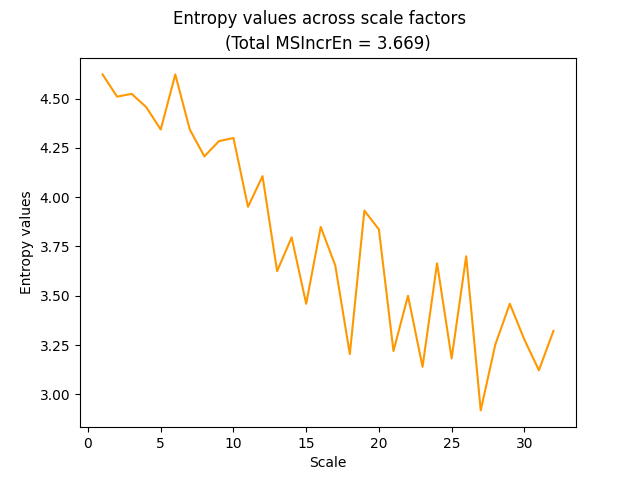 Entropy values across scale factors
(Total MSIncrEn = 3.669)
Entropy values
4.50
4.25
4.00
3.75
3.50
3.25
3.00
0 5 10 15 20 25 30
Scale